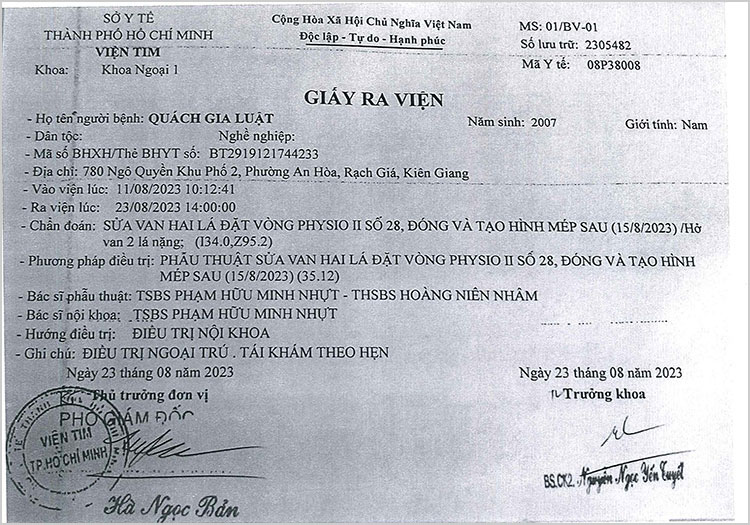 SỞ Y TẾ
THÀNH PHỐ HỒ CHÍ MINH
VIỆN TIM
Khoa: Khoa Ngoại 1
Cộng Hòa Xã Hội Chủ Nghĩa Việt Nam
Độc lập - Tự do - Hạnh phúc
MS: 01/BV-01
Số lưu trữ: 2305482
Mã Y tế: 08P38008
GIẤY RA VIỆN
- Họ tên người bệnh: QUÁCH GIA LUẬT Năm sinh: 2007 Giới tính: Nam
- Dân tộc: Nghề nghiệp:
- Mã số BHXH/Thẻ BHYT số: BT2919121744233
- Địa chỉ: 780 Ngô Quyền Khu Phố 2, Phường An Hòa, Rạch Giá, Kiên Giang
- Vào viện lúc: 11/08/2023 10:12:41
- Ra viện lúc: 23/08/2023 14:00:00
- Chẩn đoán: SỬA VAN HAI LÁ ĐẶT VÒNG PHYSIO II SỐ 28, ĐÓNG VÀ TẠO HÌNH MÉP SAU (15/8/2023) /Hở
van 2 lá nặng; (I34.0,Z95.2)
- Phương pháp điều trị: PHẪU THUẬT SỬA VAN HAI LÁ ĐẶT VÒNG PHYSIO II SỐ 28, ĐÓNG VÀ TẠO HÌNH
MÉP SAU (15/8/2023) (35.12)
- Bác sĩ phẫu thuật: TSBS PHẠM HỮU MINH NHỰT - THSBS HOÀNG NIÊN NHÂM
- Bác sĩ nội khoa: TSBS PHẠM HỮU MINH NHỰT
- Hướng điều trị: ĐIỀU TRỊ NỘI KHOA
- Ghi chú: ĐIỀU TRỊ NGOẠI TRÚ . TÁI KHÁM THEO HẸN
Ngày 23 tháng 08 năm 2023
Thủ trưởng đơn vị
PHÓ GIÁM ĐỐC
VIỆN TIM
TP.HỒ CHÍ MINH
Hà Ngọc Bản
Ngày 23 tháng 08 năm 2023
Trưởng khoa
BS.CK2. Nguyễn Ngọc Yến Tuyết